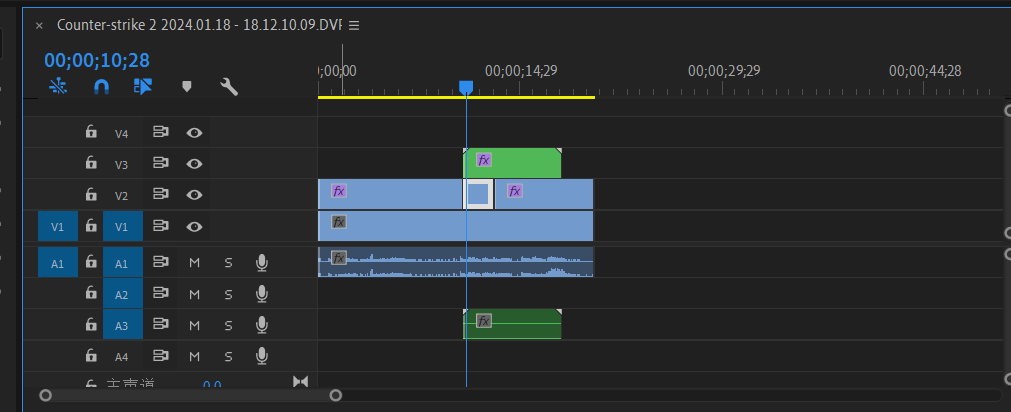 × Counter-strike 2 2024.01.18 - 18.12.10.09.DVF
00;00;10;28
;00;00 00;00;14;29 00;00;29;29 00;00;44;28
V4
V3 fx
V2 fx fx
V1 V1 fx
A1 A1 M S fx
A2 M S
A3 M S fx
A4 M S
主声道 0.0